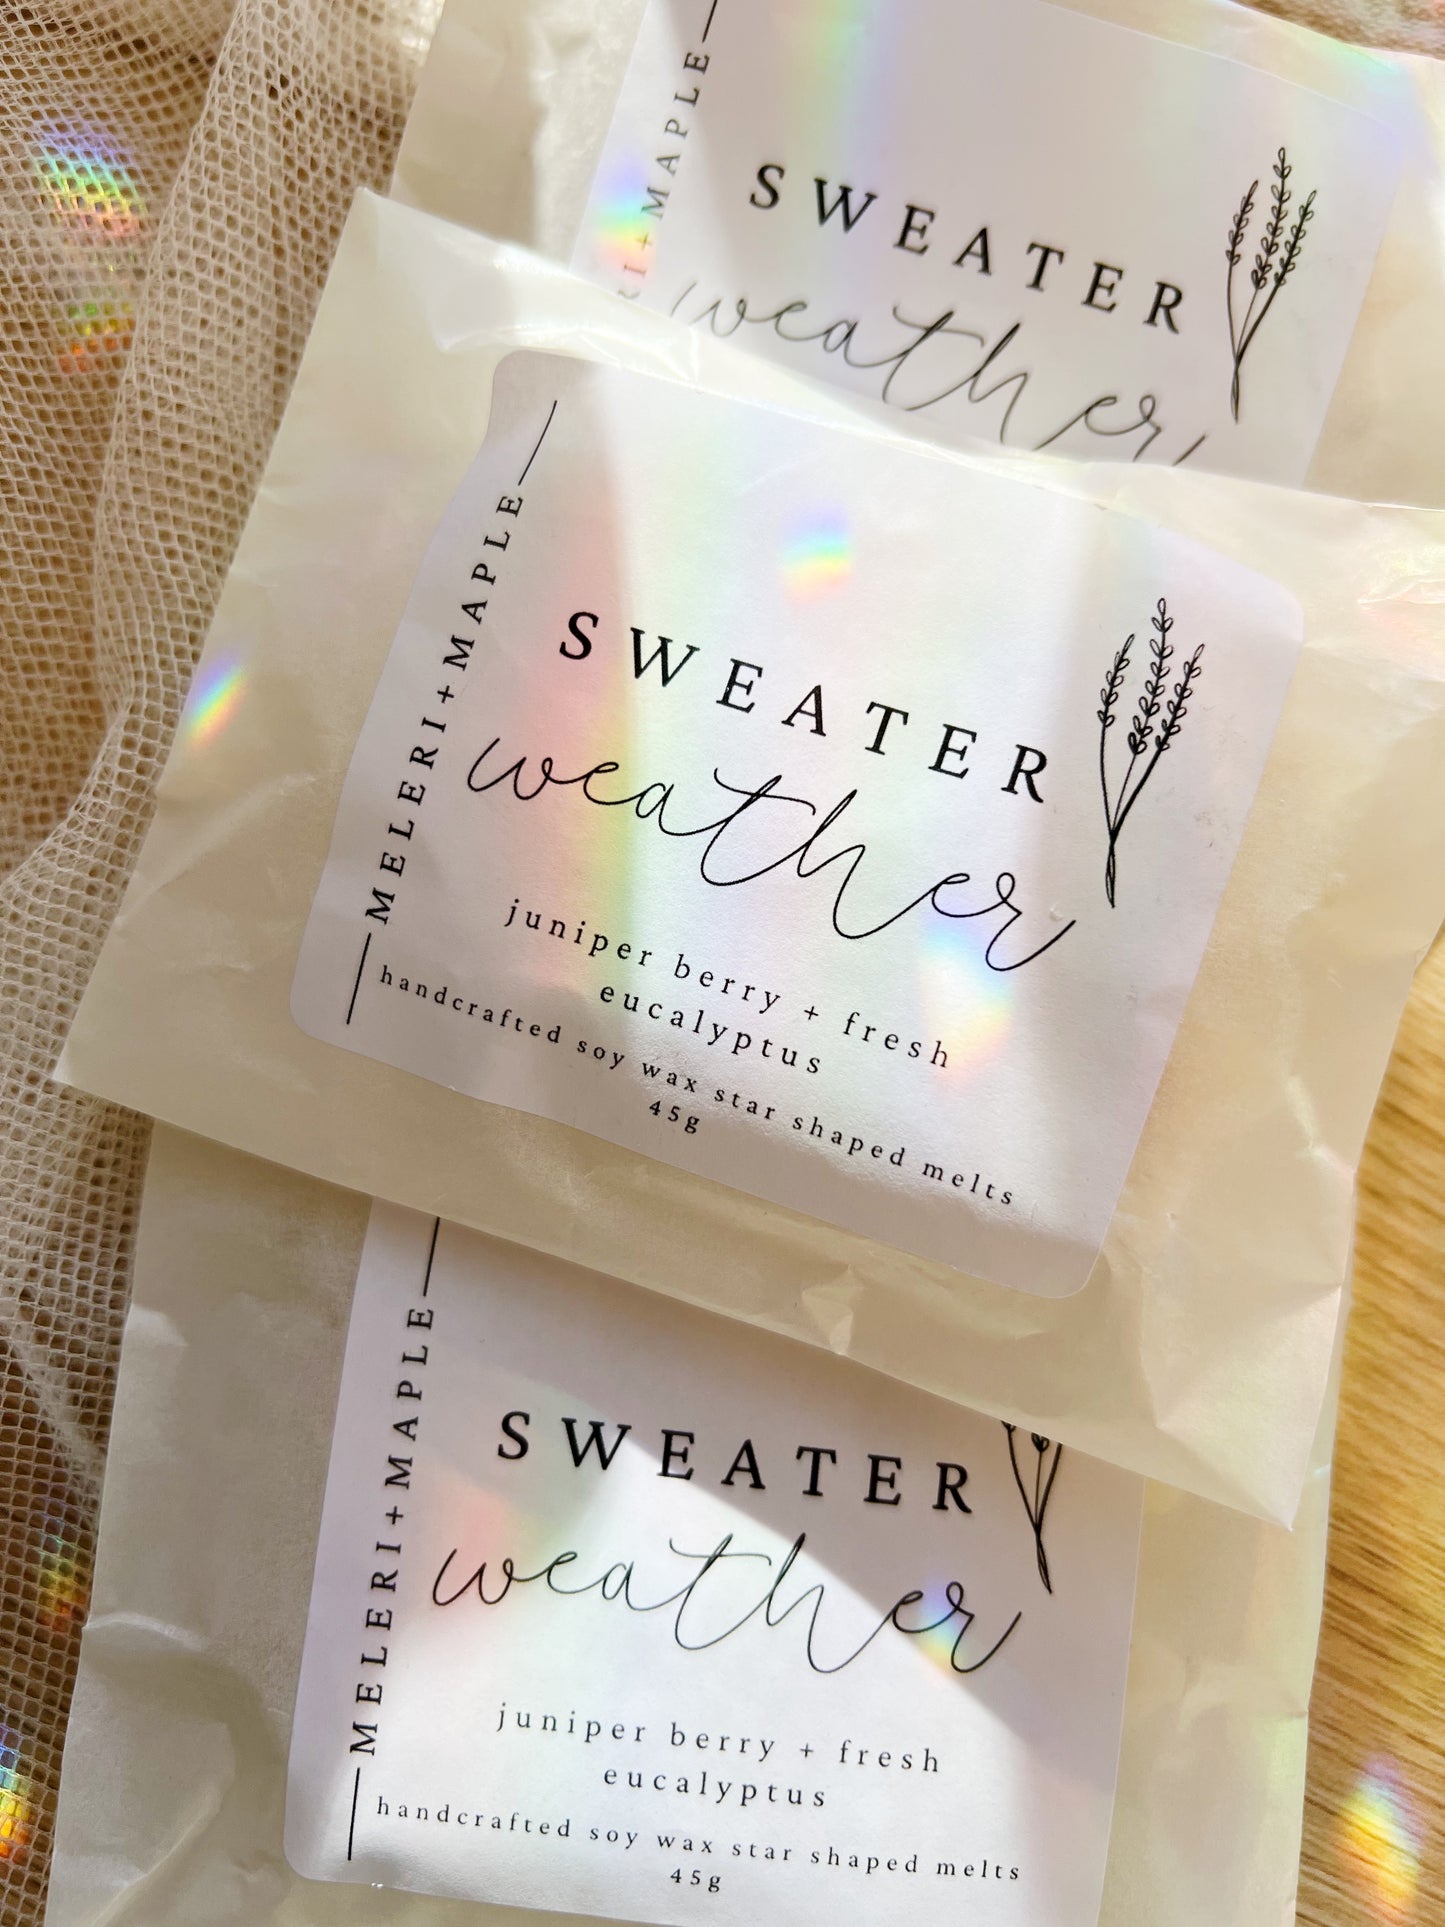 MAPLE
SWEATER
weather
MELERI+MAPLE
SWEATER
weather
juniper berry + fresh
eucalyptus
handcrafted soy wax star shaped melts
45g
MELERI+MAPLE
SWEATER
weather
juniper berry + fresh
eucalyptus
handcrafted soy wax star shaped melts
45g